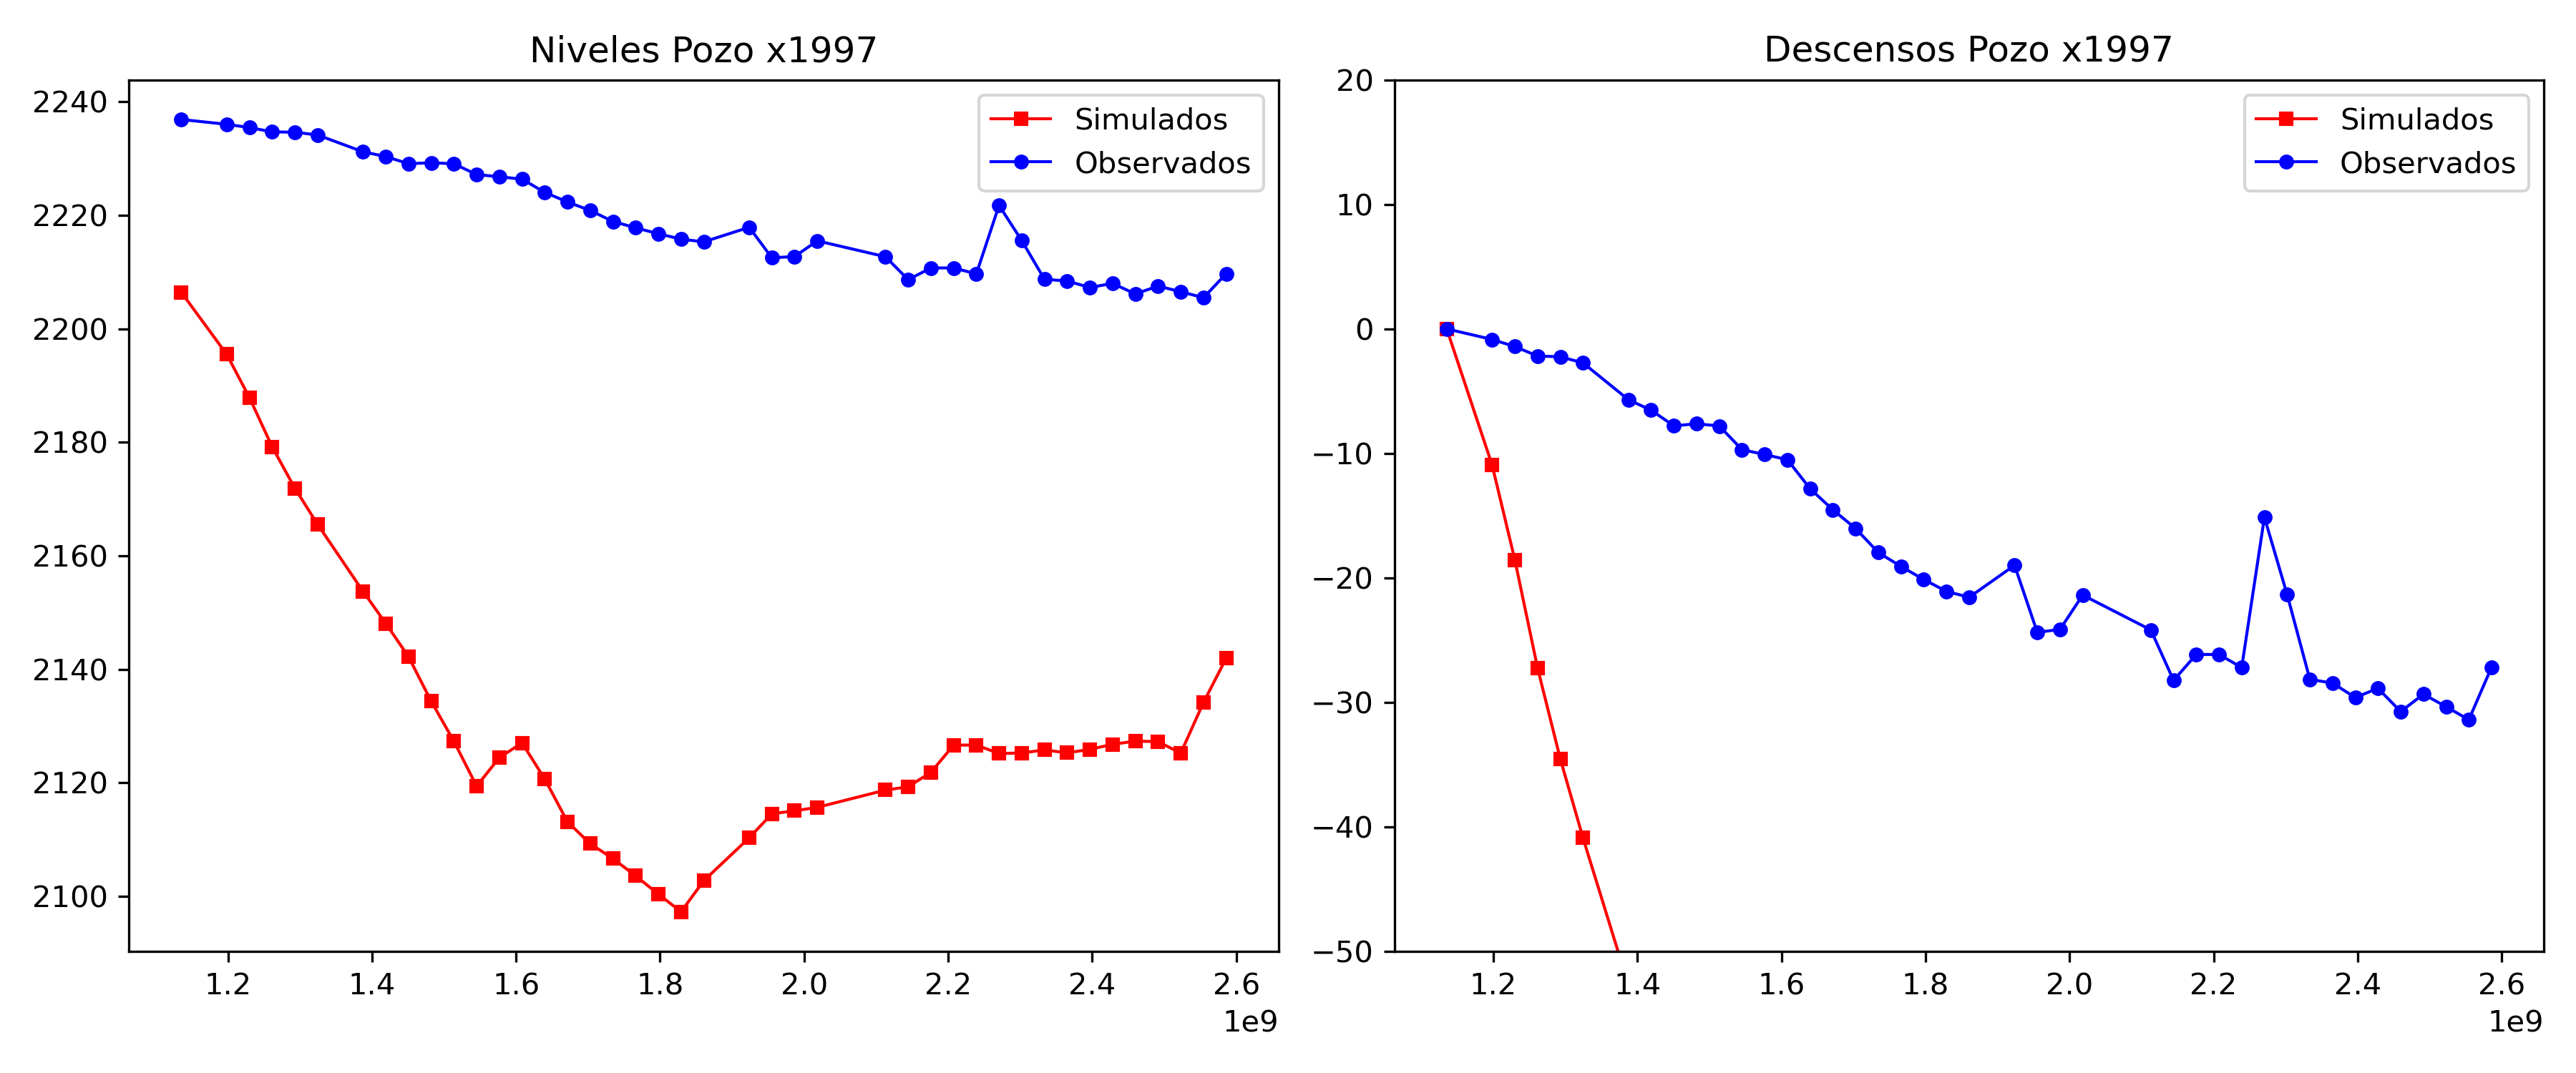 Niveles Pozo x1997
2240
2220
2200
2180
2160
2140
2120
2100
1.2 1.4 1.6 1.8 2.0 2.2 2.4 2.6
1e9
Simulados
Observados
Descensos Pozo x1997
20
10
0
−10
−20
−30
−40
−50
1.2 1.4 1.6 1.8 2.0 2.2 2.4 2.6
1e9
Simulados
Observados